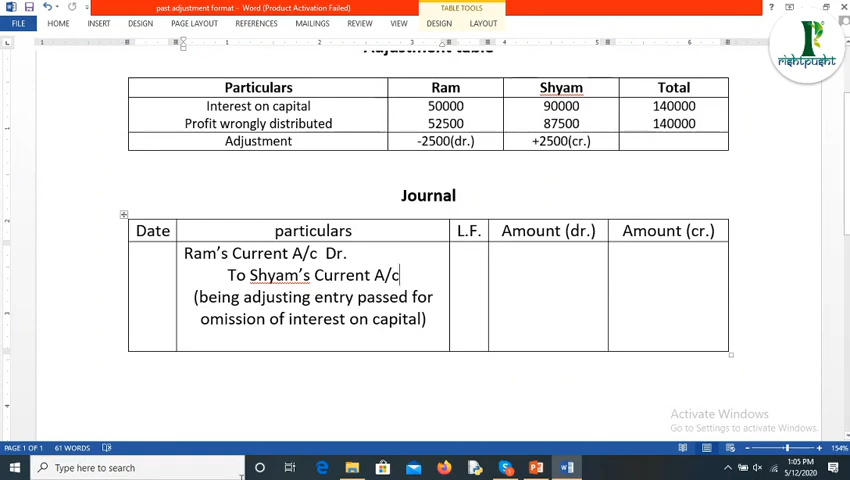 past adjustment format - Word (Product Activation Failed)
TABLE TOOLS
FILE HOME INSERT DESIGN PAGE LAYOUT REFERENCES MAILINGS REVIEW VIEW DESIGN LAYOUT
rishtpusht
Adjustment table
Particulars Ram Shyam Total
Interest on capital 50000 90000 140000
Profit wrongly distributed 52500 87500 140000
Adjustment -2500(dr.) +2500(cr.)
Journal
Date particulars L.F. Amount (dr.) Amount (cr.)
Ram's Current A/c Dr.
To Shyam's Current A/c
(being adjusting entry passed for
omission of interest on capital)
Activate Windows
Go to Settings to activate Windows.
PAGE 1 OF 1 61 WORDS 154%
Type here to search
1:05 PM
5/12/2020